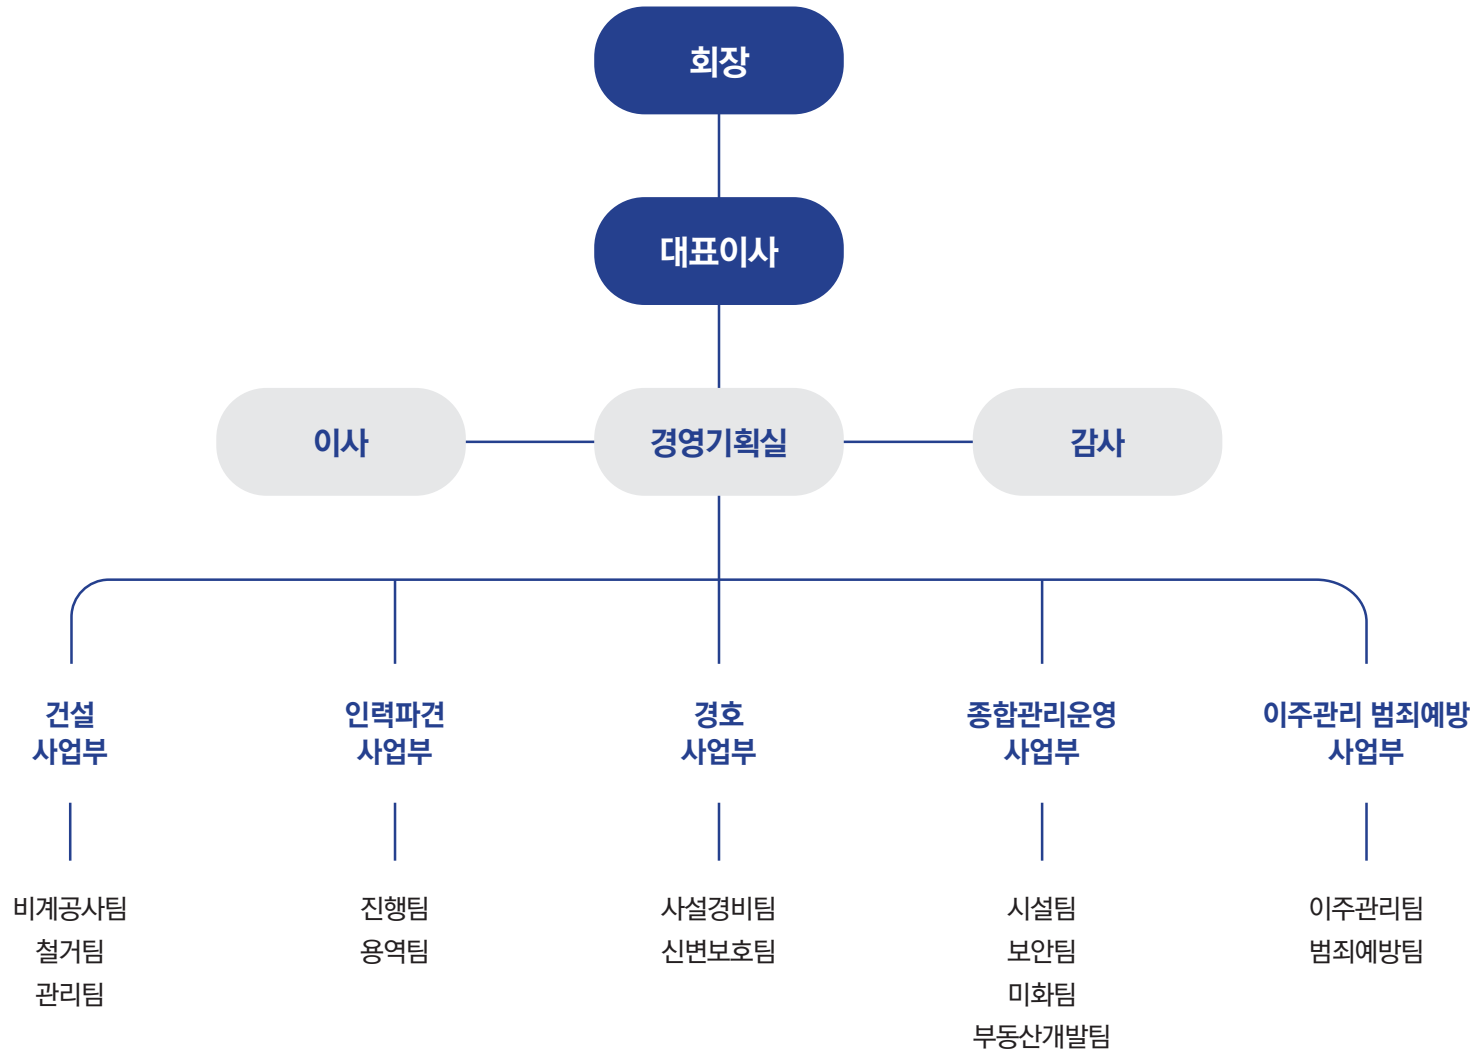 회장
대표이사
이사
경영기획실
감사
건설
사업부
인력파견
사업부
경호
사업부
종합관리운영
사업부
이주관리 범죄예방
사업부
비계공사팀
철거팀
관리팀
진행팀
용역팀
사설경비팀
신변보호팀
시설팀
보안팀
미화팀
부동산개발팀
이주관리팀
범죄예방팀